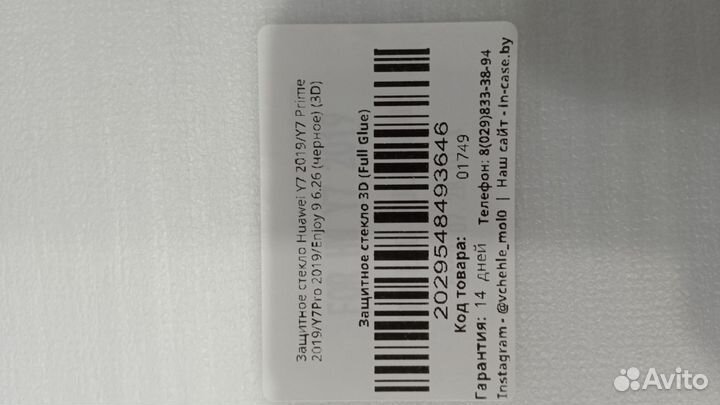 Защитное стекло Huawei Y7 2019/Y7 Prime
2019/Y7Pro 2019/Enjoy 9 6.26 (черное) (3D)
Защитное стекло 3D (Full Glue)
2029548493646
Код товара: 01749
Гарантия: 14 дней Телефон: 8(029)833-38-94
Instagram - @vchehle_mol0 | Наш сайт - in-case.by
Avito